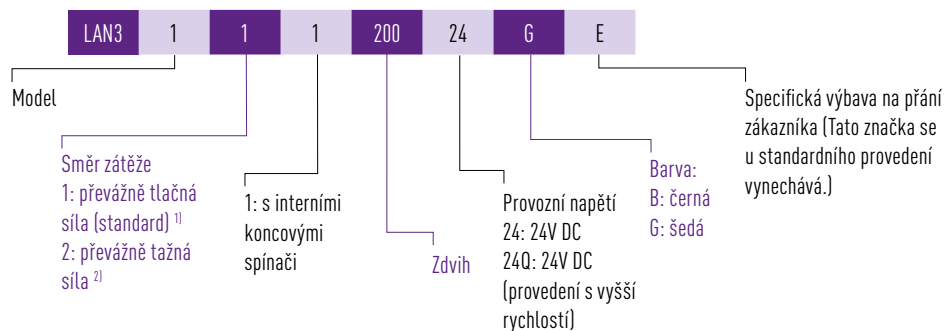 LAN3 1 1 1 200 24 G E
Model
Směr zátěže
1: převážně tlačná
síla (standard) 1)
2: převážně tažná
síla 2)
1: s interními
koncovými
spínači
Zdvih
Provozní napětí
24: 24V DC
24Q: 24V DC
(provedení s vyšší
rychlostí)
Barva:
B: černá
G: šedá
Specifická výbava na přání
zákazníka (Tato značka se
u standardního provedení
vynechává.)